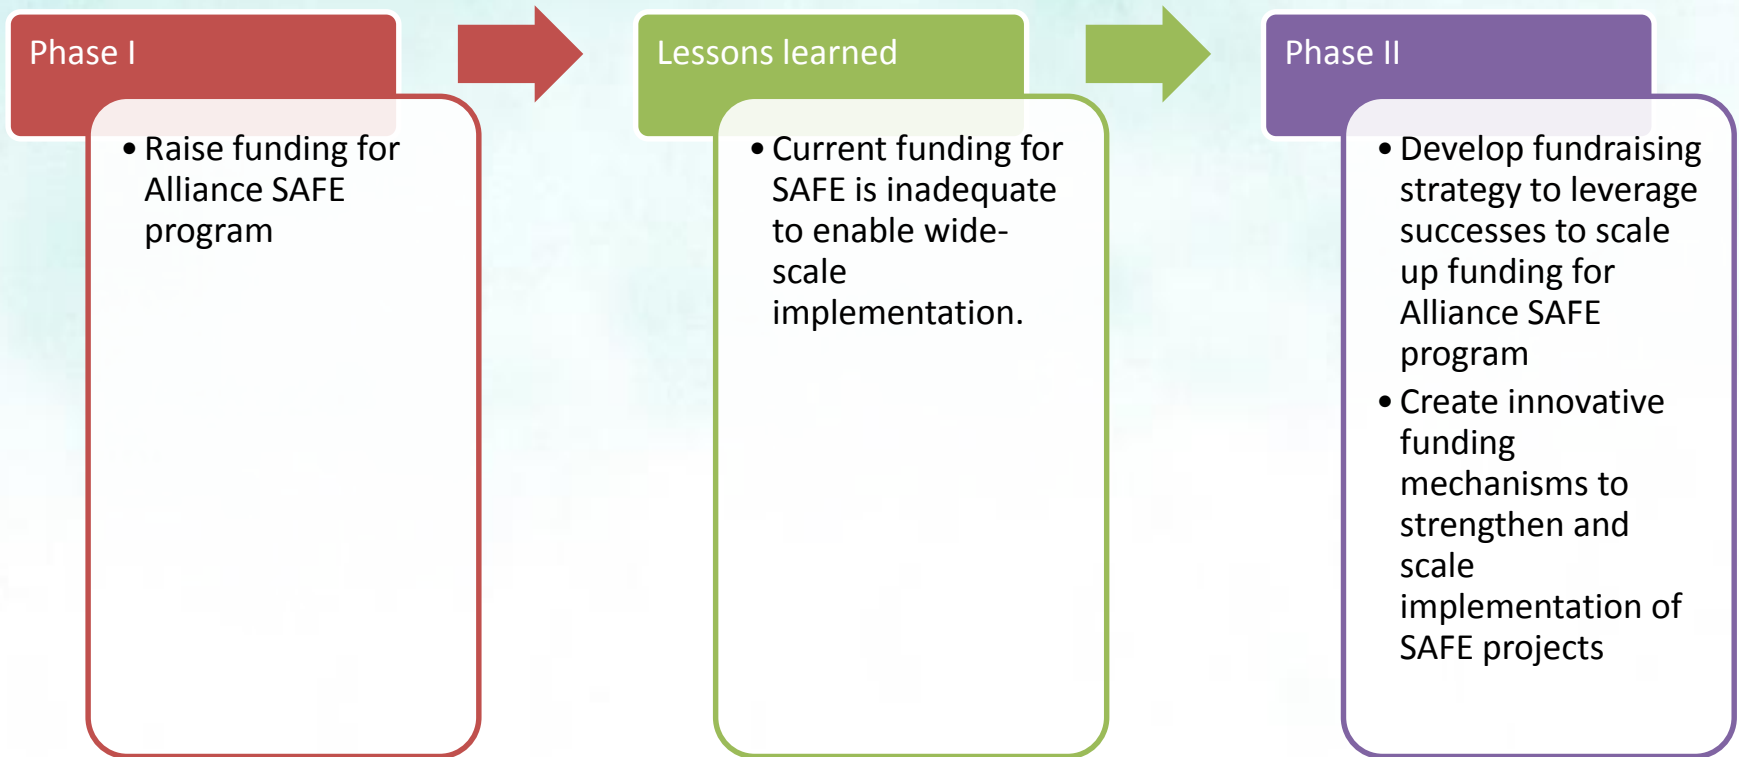 Phase I
• Raise funding for
Alliance SAFE
program
Lessons learned
• Current funding for
SAFE is inadequate
to enable wide-
scale
implementation.
Phase II
• Develop fundraising
strategy to leverage
successes to scale
up funding for
Alliance SAFE
program
• Create innovative
funding
mechanisms to
strengthen and
scale
implementation of
SAFE projects